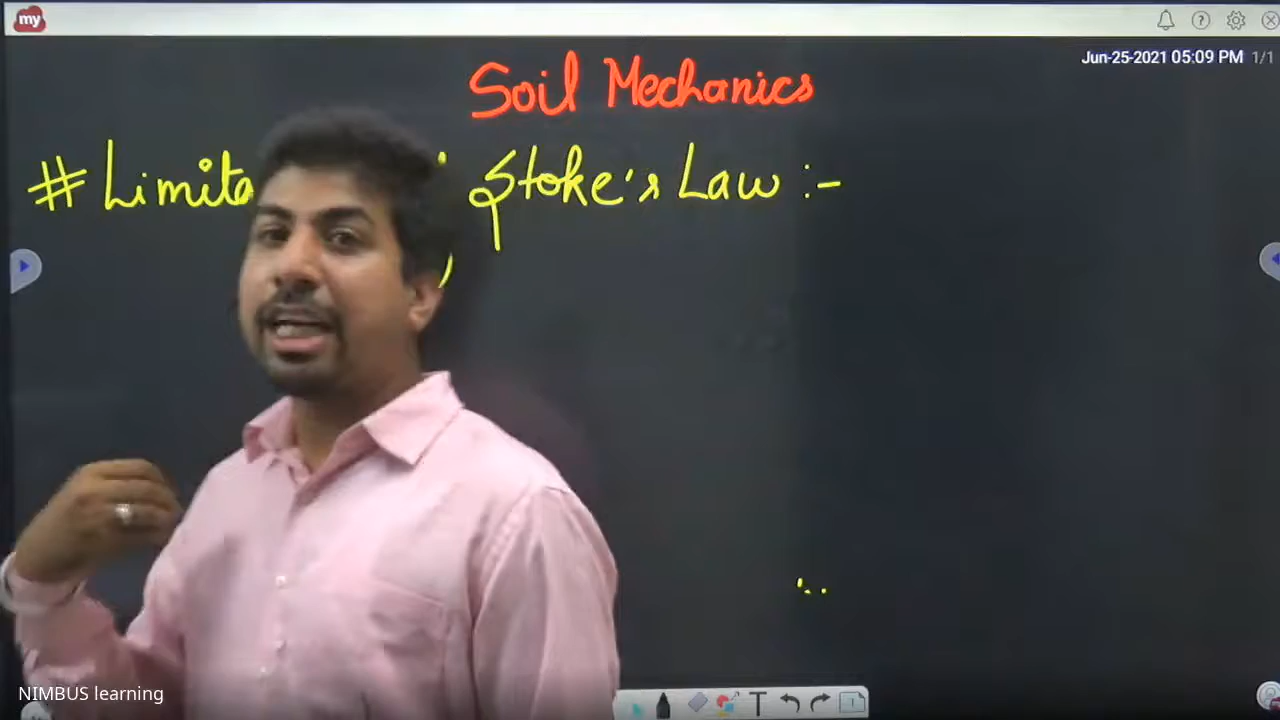 my
Jun-25-2021 05:09 PM 1/1
Soil Mechanics
# Limita Stoke's Law :-
NIMBUS learning